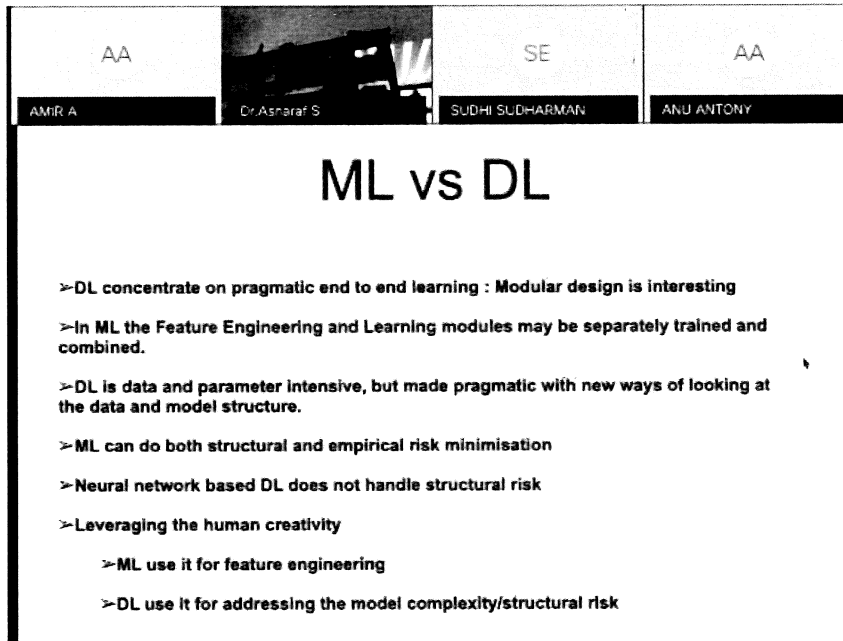 AA
SE
AA
AMIR A
Dr.Asharaf S
SUDHI SUDHARMAN
ANU ANTONY
ML vs DL
➢DL concentrate on pragmatic end to end learning : Modular design is interesting
➢In ML the Feature Engineering and Learning modules may be separately trained and
combined.
➢DL is data and parameter intensive, but made pragmatic with new ways of looking at
the data and model structure.
➢ML can do both structural and empirical risk minimisation
➢Neural network based DL does not handle structural risk
➢Leveraging the human creativity
➢ML use it for feature engineering
➢DL use it for addressing the model complexity/structural risk